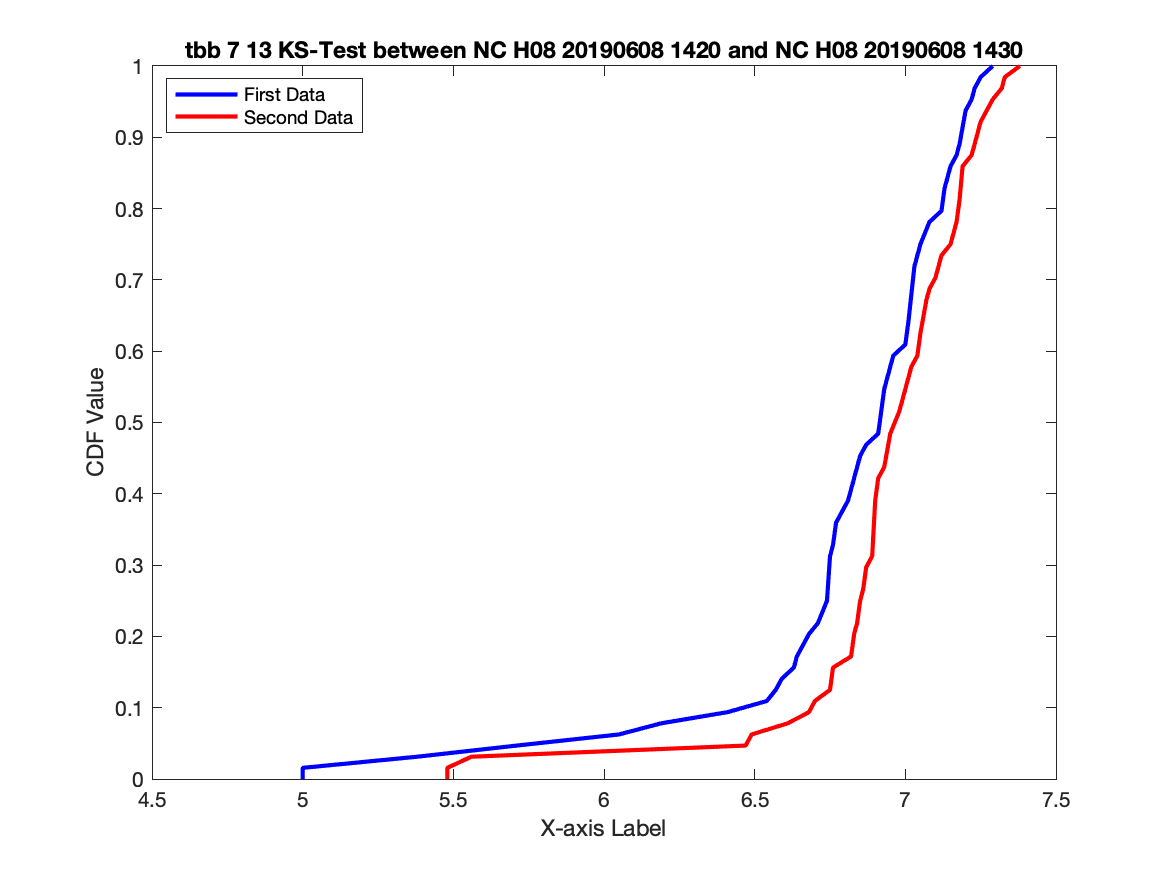 tbb 7 13 KS-Test between NC H08 20190608 1420 and NC H08 20190608 1430
First Data
Second Data
1
0.9
0.8
0.7
0.6
0.5
0.4
0.3
0.2
0.1
0
CDF Value
4.5 5 5.5 6 6.5 7 7.5
X-axis Label